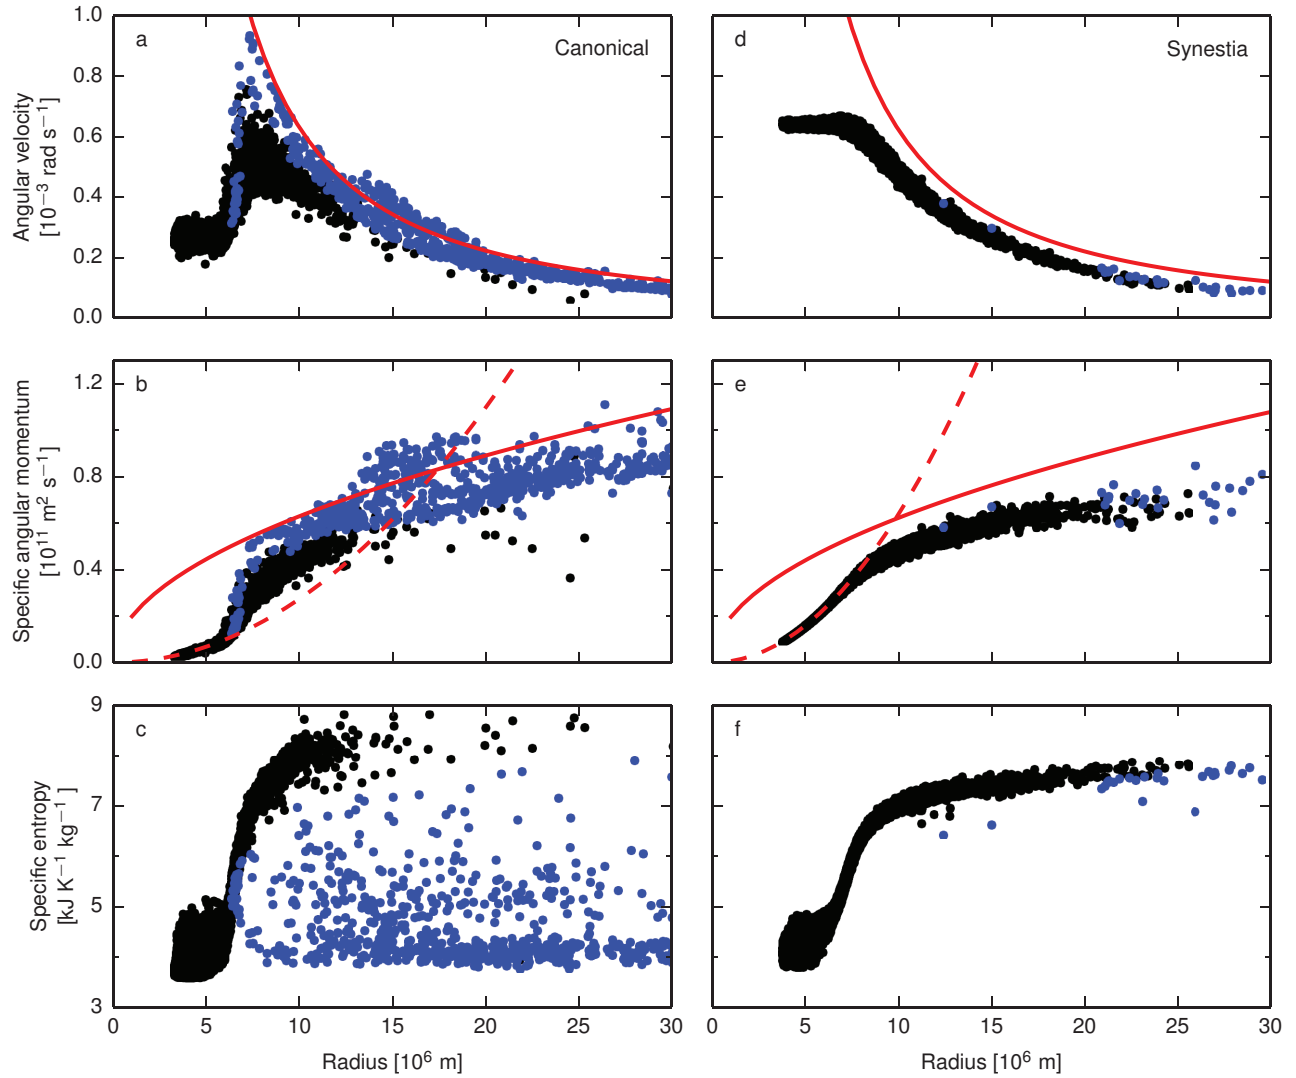 a
Canonical
1.0
0.8
0.6
0.4
0.2
0.0
Angular velocity
[10⁻³ rad s⁻¹]
d
Synestia
b
1.2
0.8
0.4
0.0
Specific angular momentum
[10¹¹ m² s⁻¹]
e
c
9
7
5
3
Specific entropy
[kJ K⁻¹ kg⁻¹ ]
f
0 5 10 15 20 25 30
0 5 10 15 20 25 30
Radius [10⁶ m]
Radius [10⁶ m]